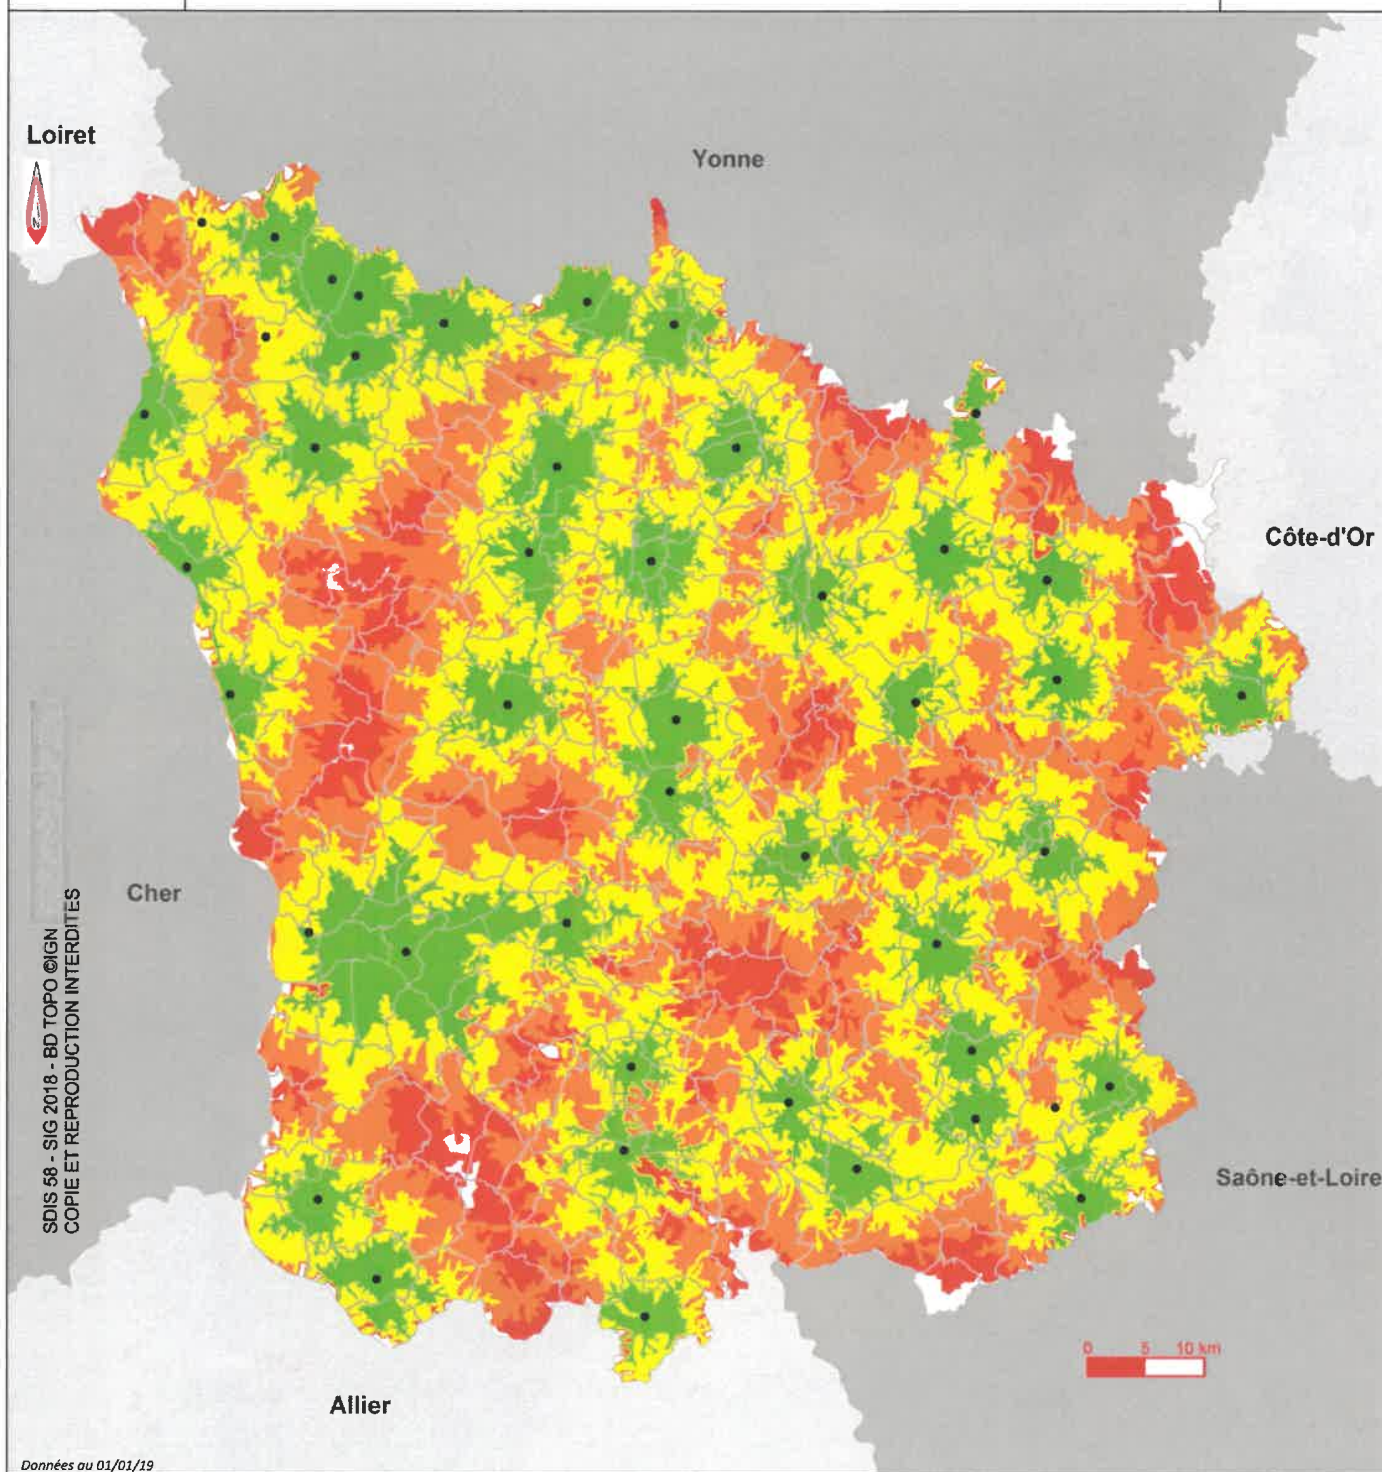 Loiret
N
Yonne
Côte-d'Or
Cher
SDIS 58 - SIG 2018 - BD TOPO ©IGN
COPIE ET REPRODUCTION INTERDITES
Saône-et-Loire
0 5 10 km
Allier
Données au 01/01/19